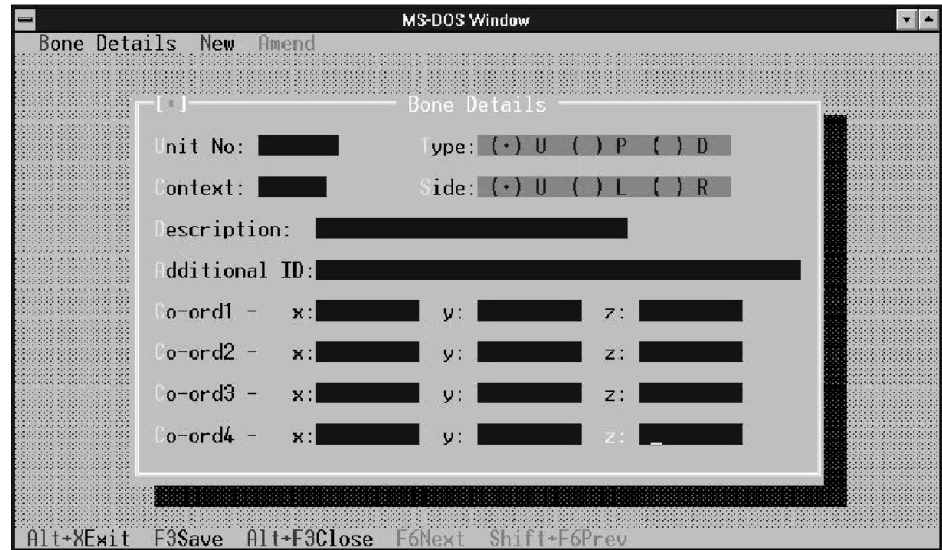 MS-DOS Window
Bone Details New Amend
[▪] Bone Details
Unit No: Type: (•) U ( ) P ( ) D
Context: Side: (•) U ( ) L ( ) R
Description:
Additional ID:
Co-ord1 - x: y: z:
Co-ord2 - x: y: z:
Co-ord3 - x: y: z:
Co-ord4 - x: y: z: _
Alt+XExit F3Save Alt+F3Close F6Next Shift+F6Prev